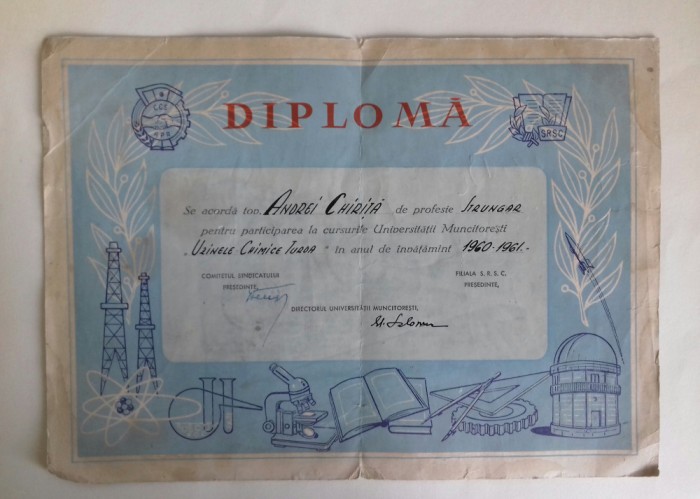 DIPLOMĂ
S.R.S.C.
Se acordă tov. ANDREI CHIRIȚĂ de profesie STRUNGAR
pentru participarea la cursurile Universității Muncitorești
„UZINELE CHIMICE TURDA” în anul de învățămînt 1960-1961.-
COMITETUL SINDICATULUI
PREȘEDINTE,
FILIALA S.R.S.C.
PREȘEDINTE,
DIRECTORUL UNIVERSITĂȚII MUNCITOREȘTI,